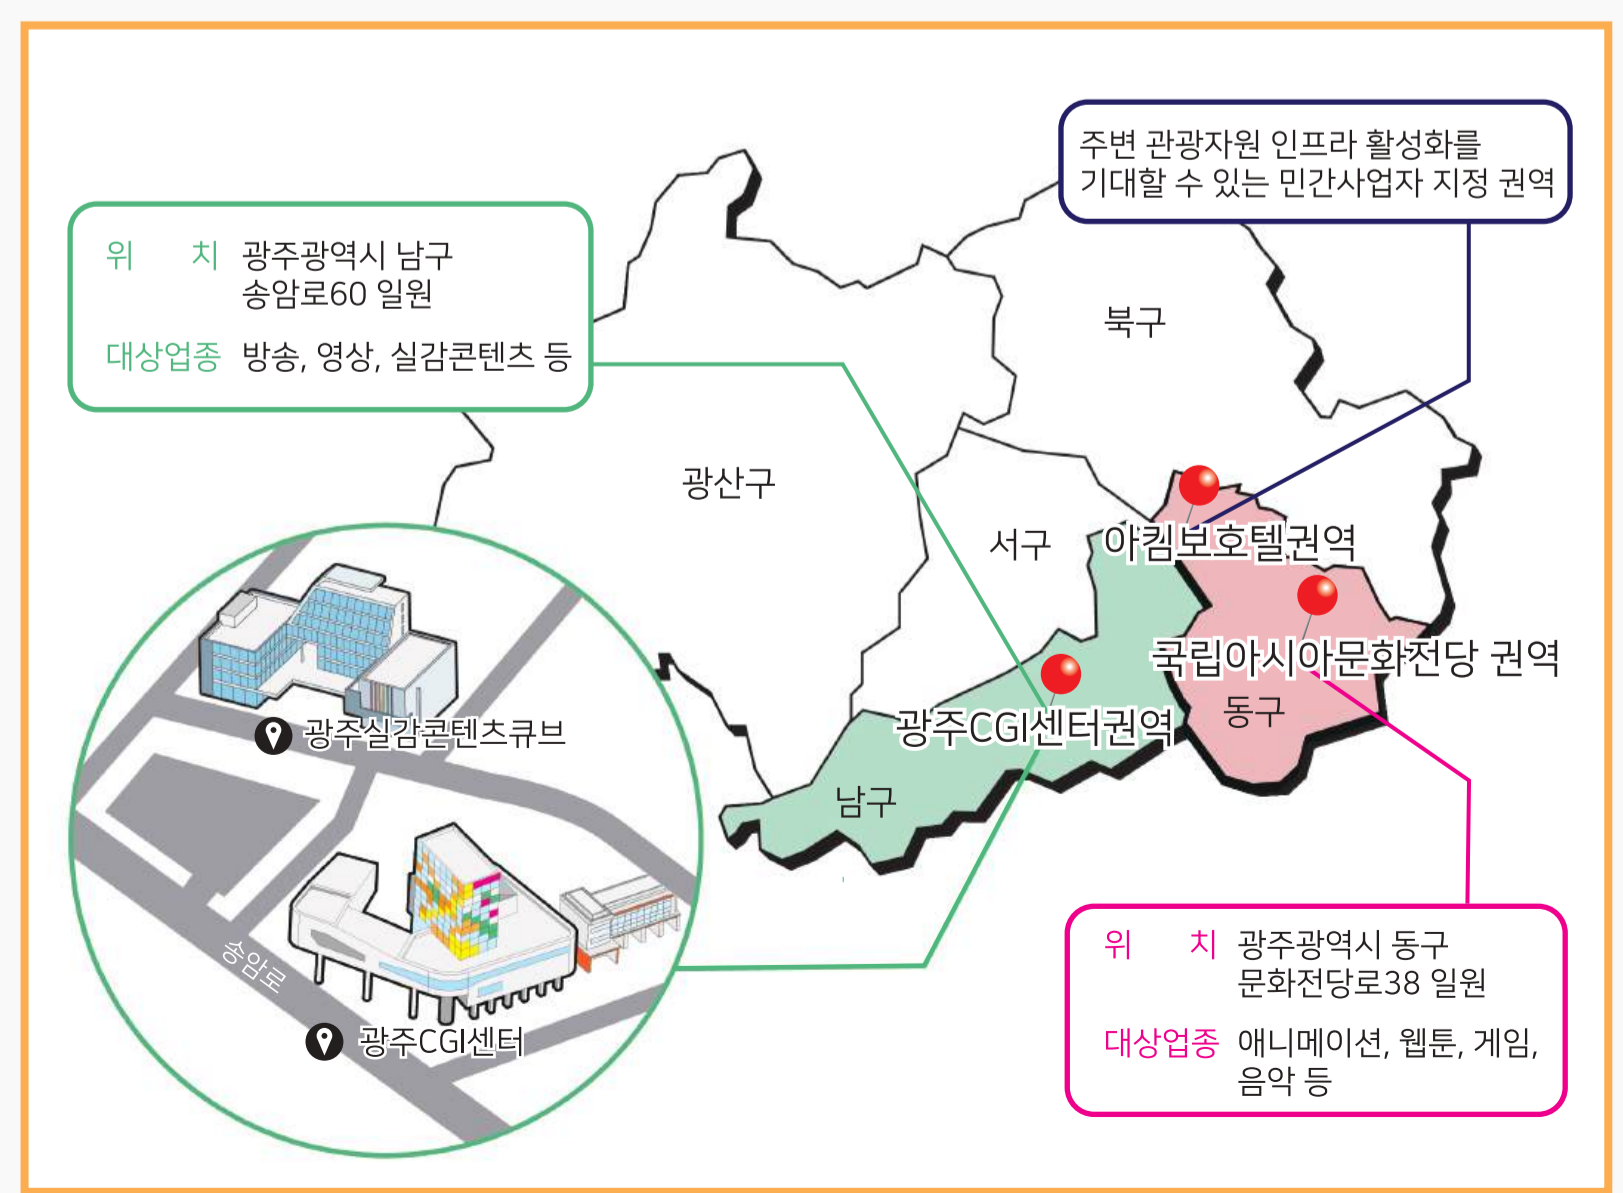 주변 관광자원 인프라 활성화를
기대할 수 있는 민간사업자 지정 권역
위 치 광주광역시 남구
송암로60 일원
대상업종 방송, 영상, 실감콘텐츠 등
북구
광산구
서구
아킴보호텔권역
국립아시아문화전당 권역
동구
광주CGI센터권역
남구
광주실감콘텐츠큐브
송암로
광주CGI센터
위 치 광주광역시 동구
문화전당로38 일원
대상업종 애니메이션, 웹툰, 게임,
음악 등